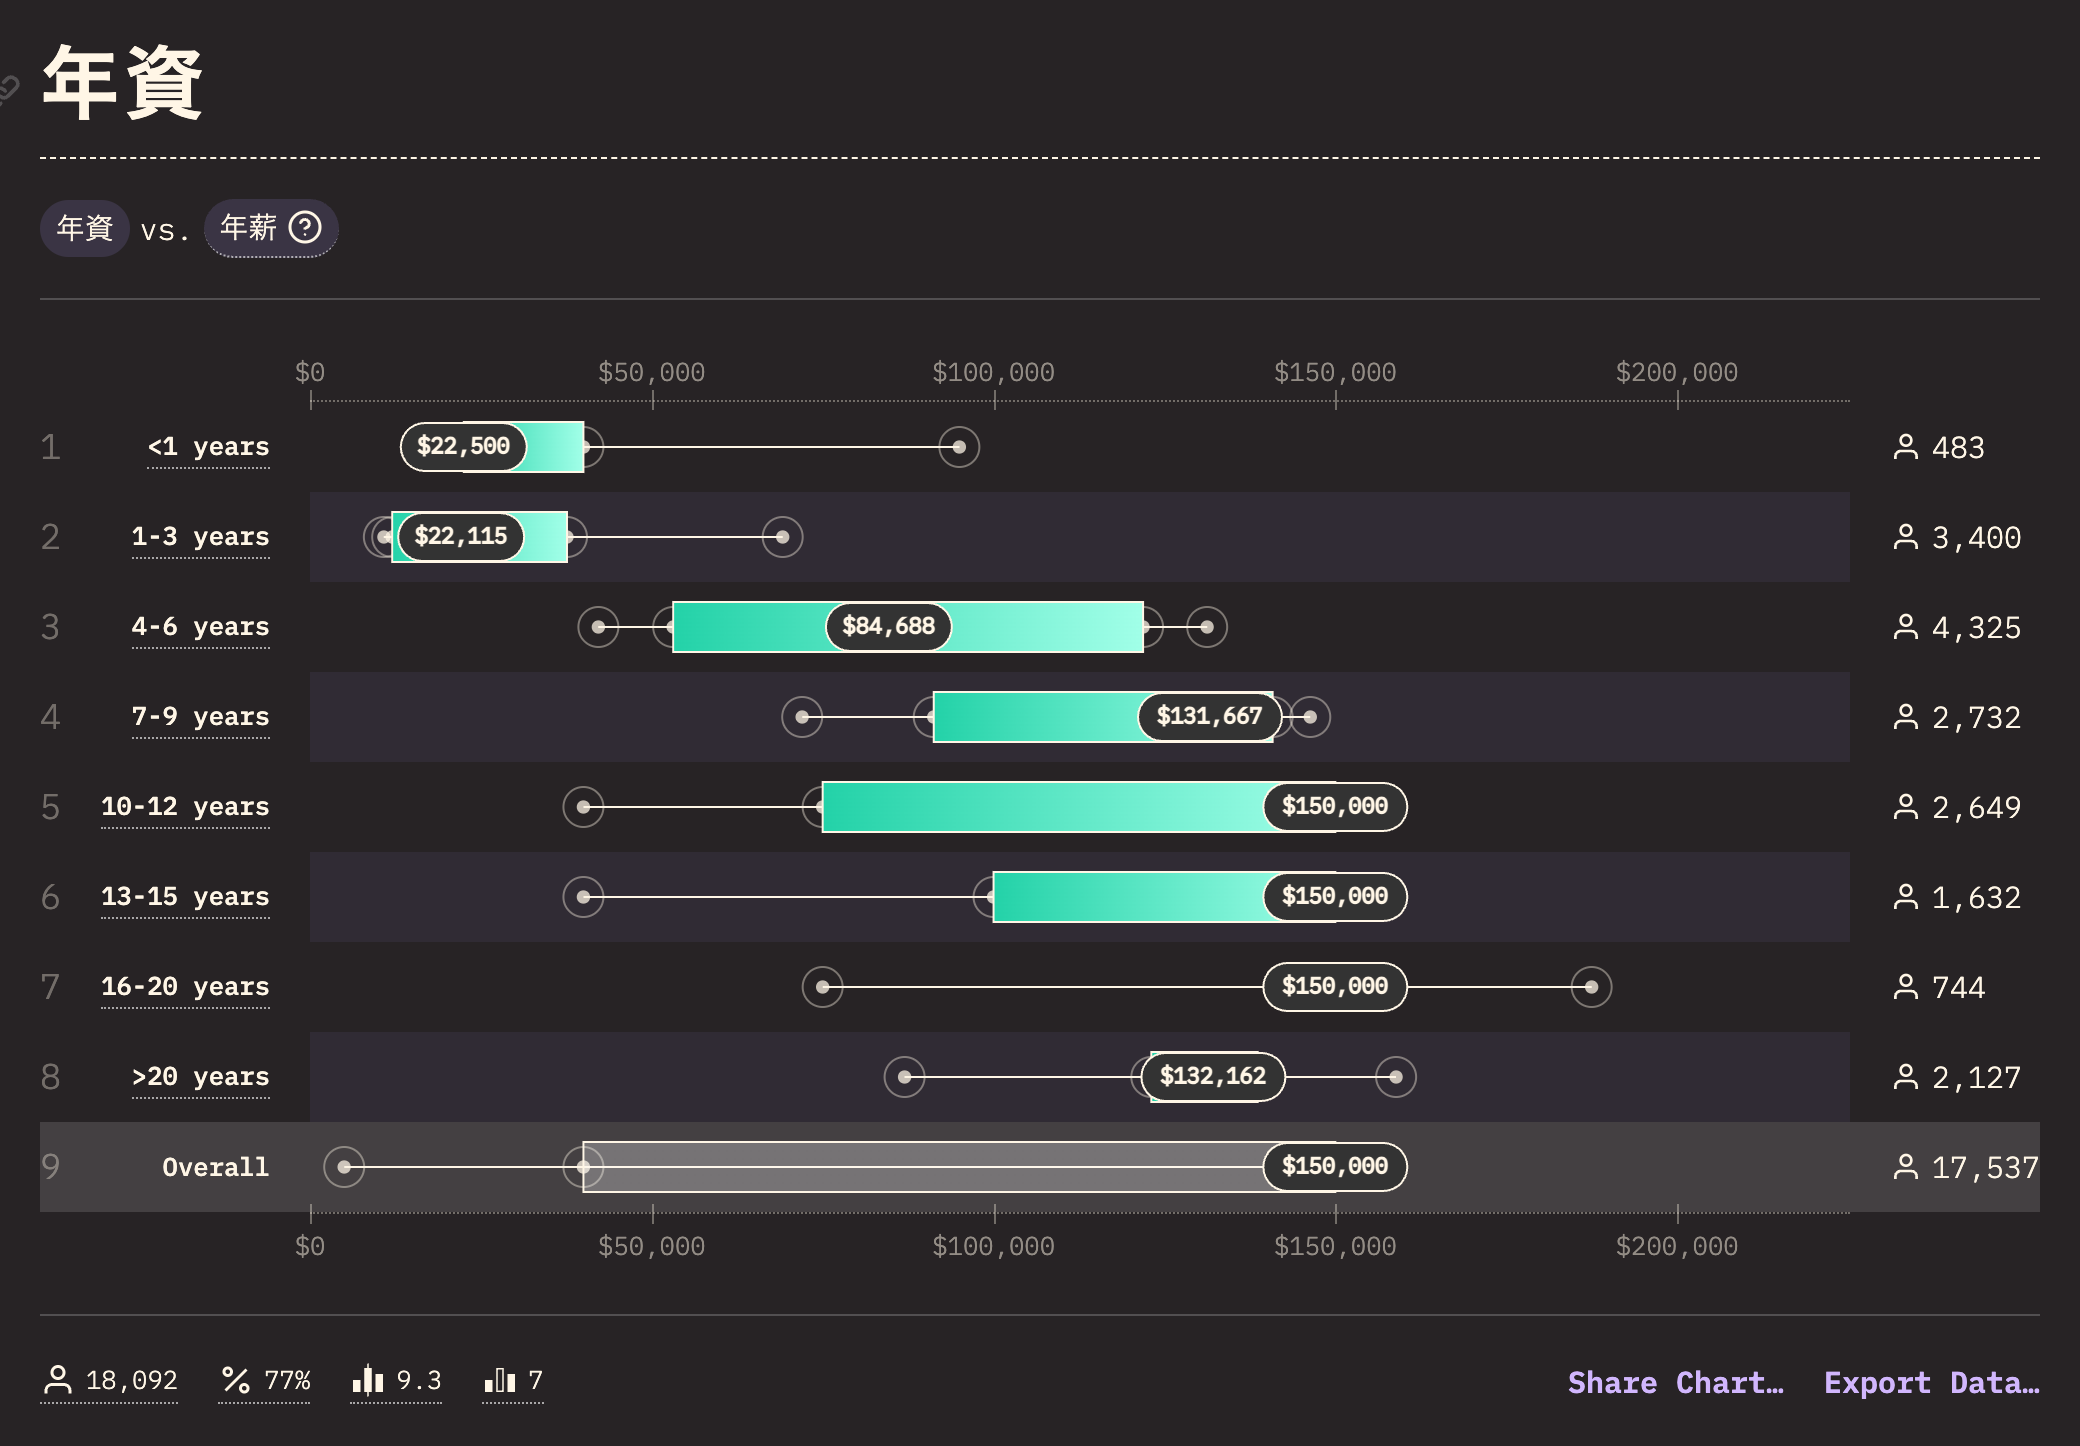 年資
年資 vs. 年薪
$0 $50,000 $100,000 $150,000 $200,000
1 <1 years $22,500 483
2 1-3 years $22,115 3,400
3 4-6 years $84,688 4,325
4 7-9 years $131,667 2,732
5 10-12 years $150,000 2,649
6 13-15 years $150,000 1,632
7 16-20 years $150,000 744
8 >20 years $132,162 2,127
9 Overall $150,000 17,537
$0 $50,000 $100,000 $150,000 $200,000
18,092 77% 9.3 7 Share Chart… Export Data…